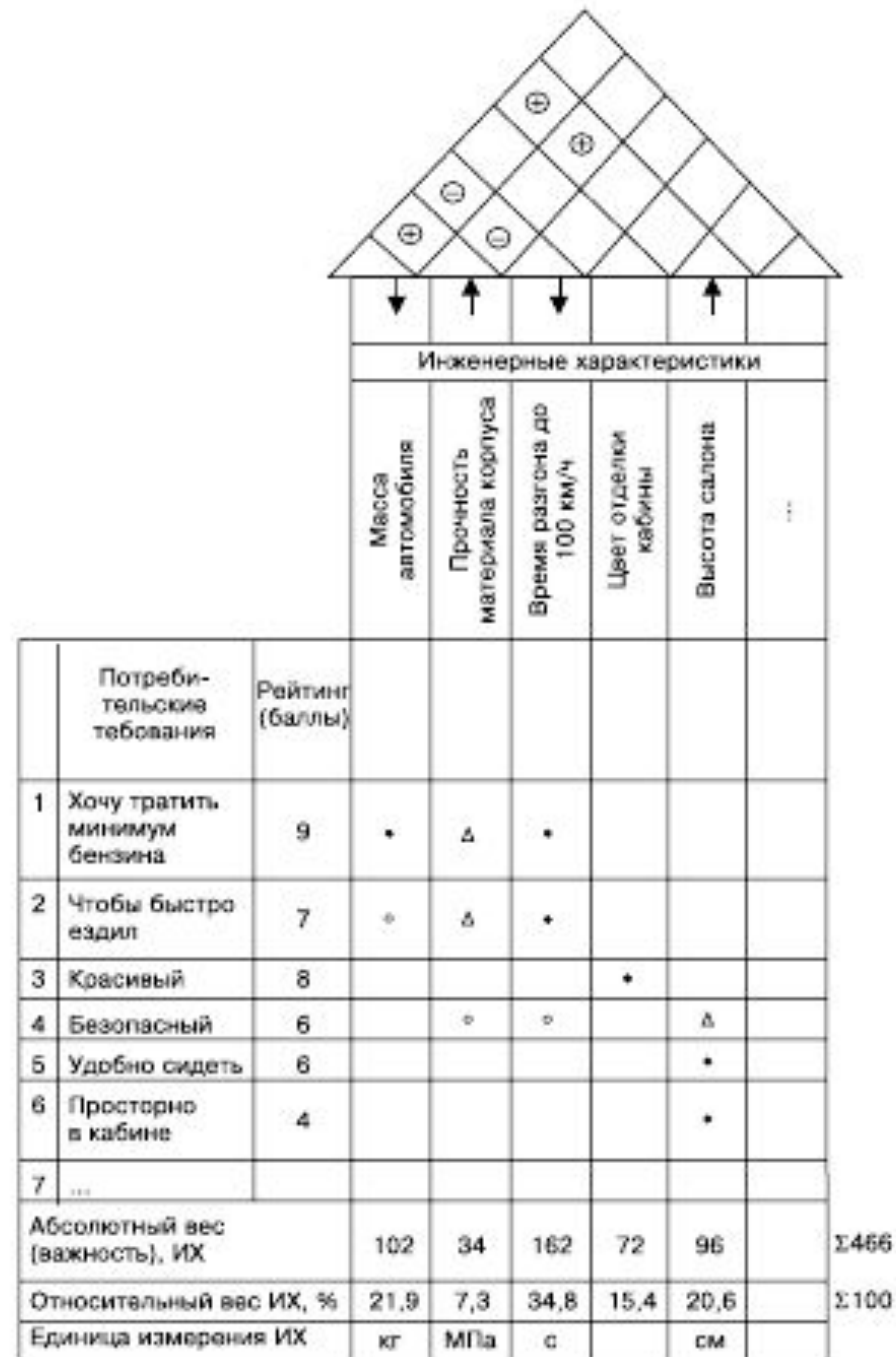 Инженерные характеристики
Масса
автомобиля
Прочность
материала корпуса
Время разгона до
100 км/ч
Цвет отделки
кабины
Высота салона
...
Потреби-
тельские
тебования
Рейтинг
(баллы)
1 Хочу тратить
минимум
бензина
9 • Δ •
2 Чтобы быстро
ездил
7 ○ Δ •
3 Красивый 8 •
4 Безопасный 6 ○ ○ Δ
5 Удобно сидеть 6 •
6 Просторно
в кабине
4 •
7 ...
Абсолютный вес
(важность), ИХ
102 34 162 72 96 Σ466
Относительный вес ИХ, % 21,9 7,3 34,8 15,4 20,6 Σ100
Единица измерения ИХ кг МПа с см